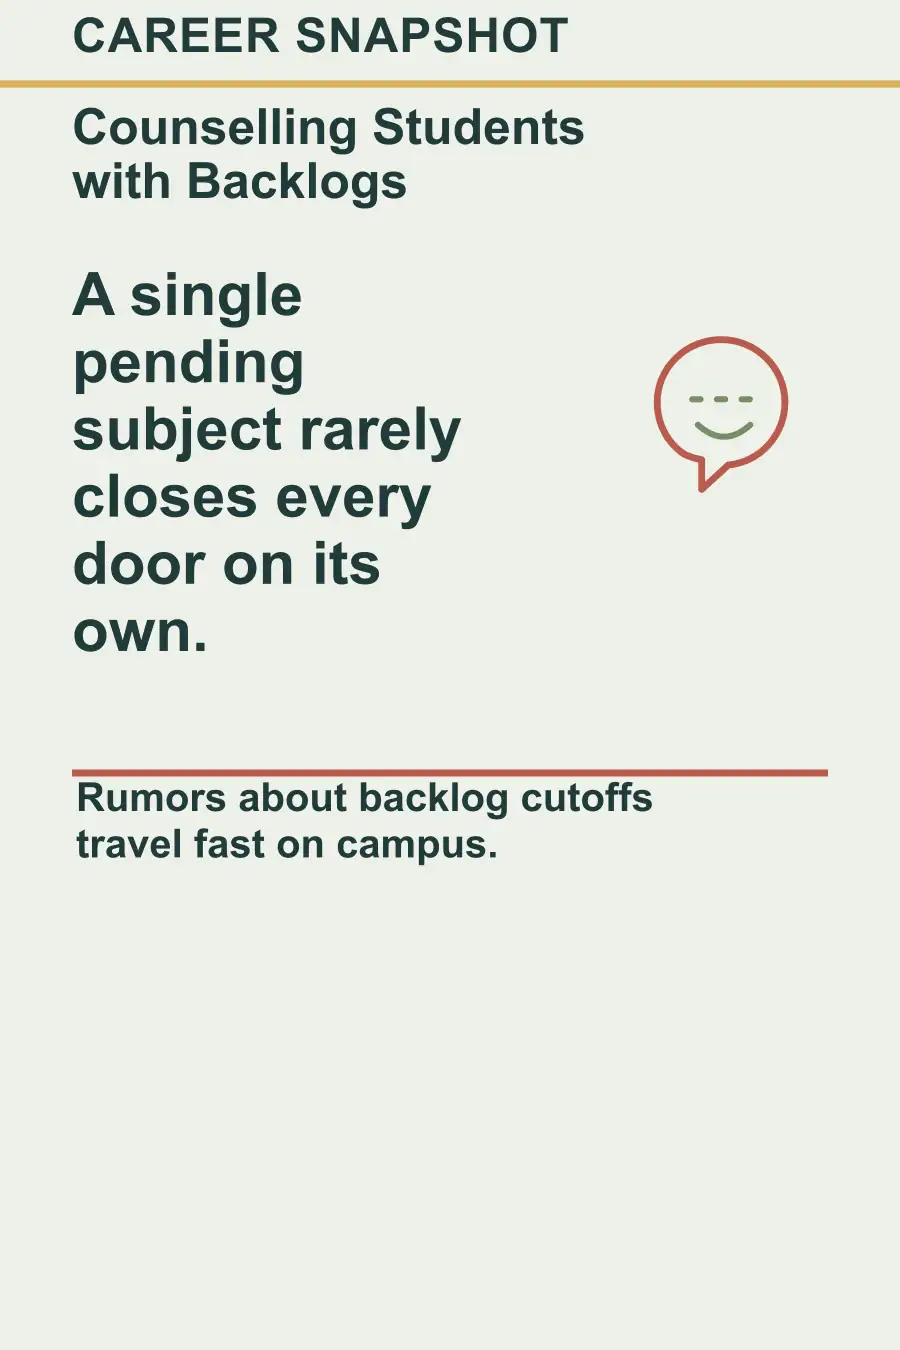 CAREER SNAPSHOT
Counselling Students
with Backlogs
A single
pending
subject rarely
closes every
door on its
own.
Rumors about backlog cutoffs
travel fast on campus.